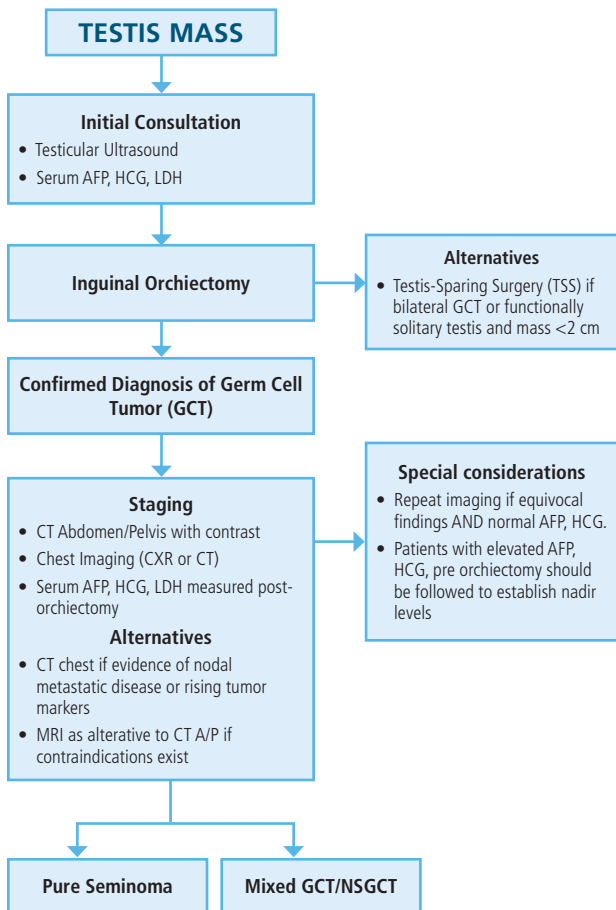 TESTIS MASS
Initial Consultation
• Testicular Ultrasound
• Serum AFP, HCG, LDH
Inguinal Orchiectomy
Alternatives
• Testis-Sparing Surgery (TSS) if
bilateral GCT or functionally
solitary testis and mass <2 cm
Confirmed Diagnosis of Germ Cell
Tumor (GCT)
Staging
• CT Abdomen/Pelvis with contrast
• Chest Imaging (CXR or CT)
• Serum AFP, HCG, LDH measured post-
orchiectomy
Alternatives
• CT chest if evidence of nodal
metastatic disease or rising tumor
markers
• MRI as alterative to CT A/P if
contraindications exist
Special considerations
• Repeat imaging if equivocal
findings AND normal AFP, HCG.
• Patients with elevated AFP,
HCG, pre orchiectomy should
be followed to establish nadir
levels
Pure Seminoma
Mixed GCT/NSGCT